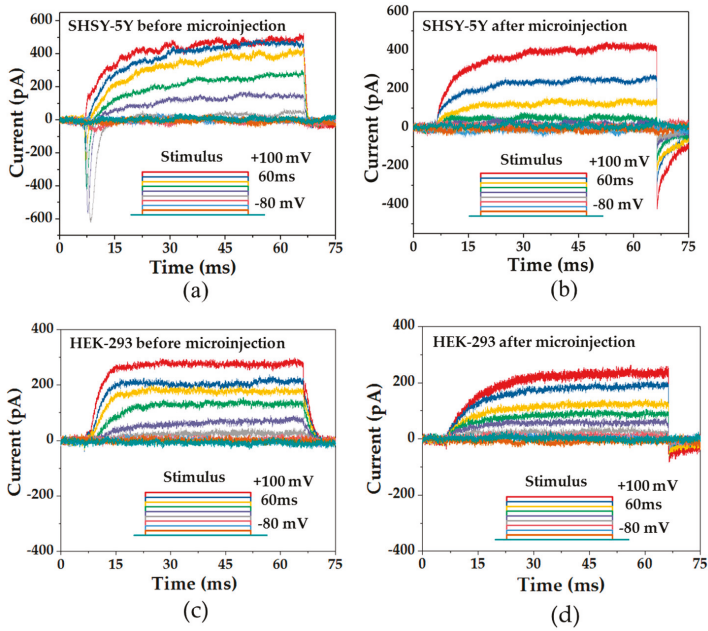 (a)
SHSY-5Y before microinjection
600
400
200
0
-200
-400
-600
Current (pA)
Stimulus
+100 mV
60ms
-80 mV
0 15 30 45 60 75
Time (ms)
(a)
(b)
SHSY-5Y after microinjection
600
400
200
0
-200
-400
Current (pA)
Stimulus
+100 mV
60ms
-80 mV
0 15 30 45 60 75
Time (ms)
(b)
(c)
HEK-293 before microinjection
400
200
0
-200
-400
Current (pA)
Stimulus
+100 mV
60ms
-80 mV
0 15 30 45 60 75
Time (ms)
(c)
(d)
HEK-293 after microinjection
400
200
0
-200
-400
Current (pA)
Stimulus
+100 mV
60ms
-80 mV
0 15 30 45 60 75
Time (ms)
(d)